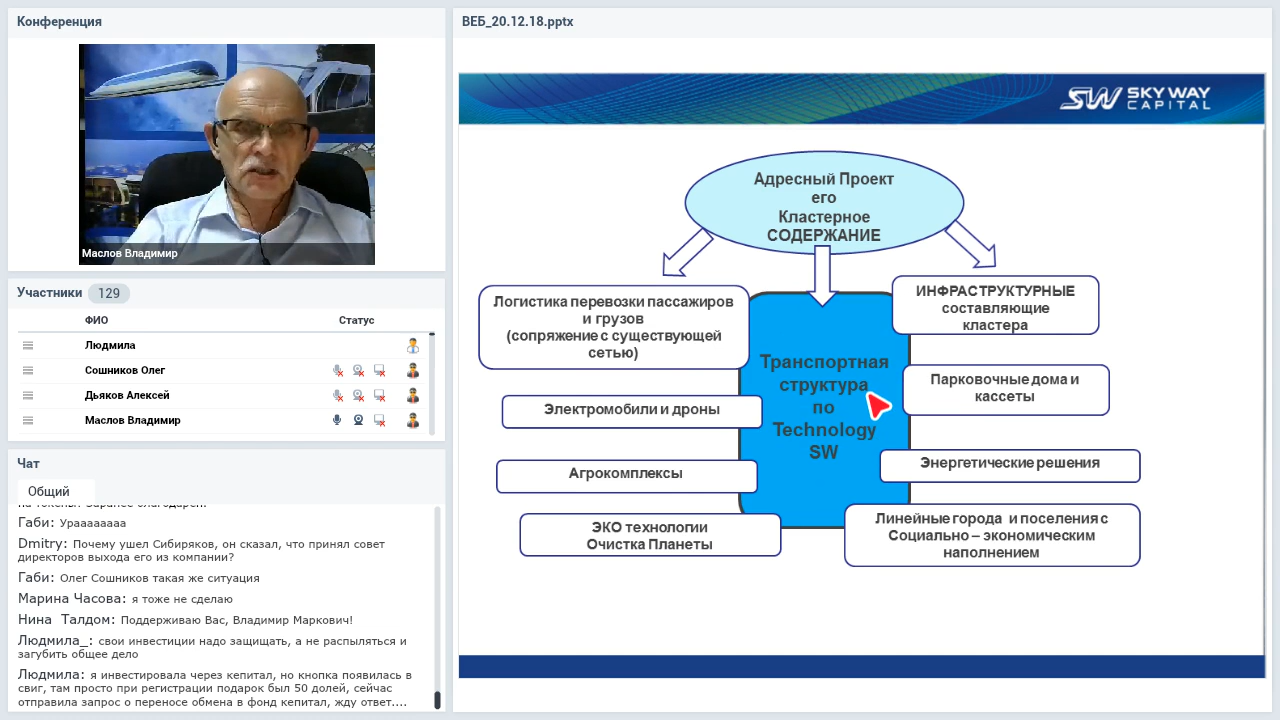 Конференция
Маслов Владимир
Участники 129
ФИО Статус
Людмила
Сошников Олег
Дьяков Алексей
Маслов Владимир
Чат
Общий
Габи: Урааааааааа
Dmitry: Почему ушел Сибиряков, он сказал, что принял совет
директоров выхода его из компании?
Габи: Олег Сошников такая же ситуация
Марина Часова: я тоже не сделаю
Нина Талдом: Поддерживаю Вас, Владимир Маркович!
Людмила_: свои инвестиции надо защищать, а не распыляться и
загубить общее дело
Людмила: я инвестировала через кепитал, но кнопка появилась в
свиг, там просто при регистрации подарок был 50 долей, сейчас
отправила запрос о переносе обмена в фонд кепитал, жду ответ....
ВЕБ_20.12.18.pptx
SW SKY WAY
CAPITAL
Адресный Проект
его
Кластерное
СОДЕРЖАНИЕ
Логистика перевозки пассажиров
и грузов
(сопряжение с существующей
сетью)
Электромобили и дроны
Агрокомплексы
ЭКО технологии
Очистка Планеты
Транспортная
структура
по
Technology
SW
ИНФРАСТРУКТУРНЫЕ
составляющие
кластера
Парковочные дома и
кассеты
Энергетические решения
Линейные города и поселения с
Социально – экономическим
наполнением